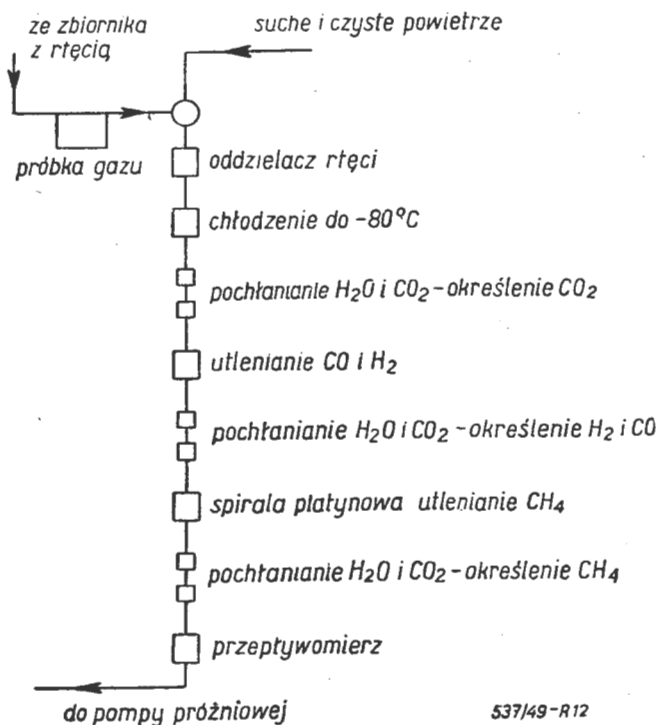 ze zbiornika
z rtęcią
suche i czyste powietrze
próbka gazu
oddzielacz rtęci
chłodzenie do -80°C
pochłanianie H₂O i CO₂-określenie CO₂
utlenianie CO i H₂
pochłanianie H₂O i CO₂-określenie H₂ i CO
spirala platynowa utlenianie CH₄
pochłanianie H₂O i CO₂-określenie CH₄
przepływomierz
do pompy próżniowej
537/49-R12